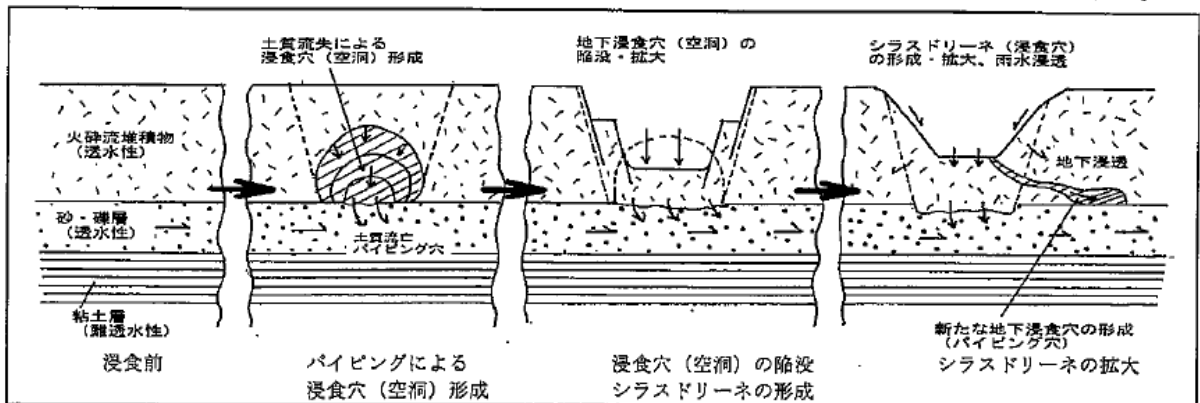 土質流失による
浸食穴（空洞）形成
地下浸食穴（空洞）の
陥没・拡大
シラスドリーネ（浸食穴）
の形成・拡大、雨水浸透
火砕流堆積物
（透水性）
地下浸透
砂・礫層
（透水性）
土質流亡
パイピング穴
粘土層
（難透水性）
新たな地下浸食穴の形成
（パイピング穴）
浸食前
パイピングによる
浸食穴（空洞）形成
浸食穴（空洞）の陥没
シラスドリーネの形成
シラスドリーネの拡大